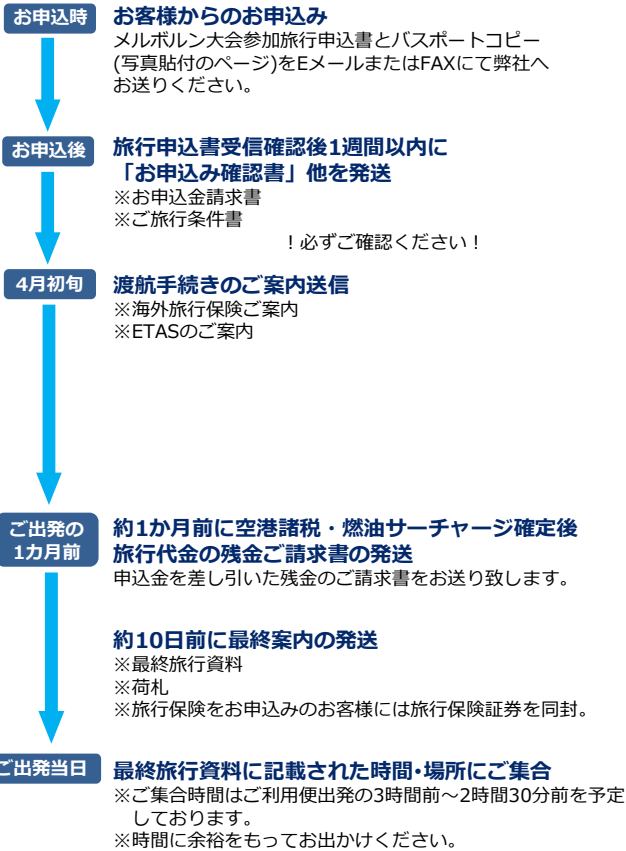 お申込時
お客様からのお申込み
メルボルン大会参加旅行申込書とパスポートコピー
(写真貼付のページ)をEメールまたはFAXにて弊社へ
お送りください。
お申込後
旅行申込書受信確認後1週間以内に
「お申込み確認書」他を発送
※お申込金請求書
※ご旅行条件書
！必ずご確認ください！
4月初旬
渡航手続きのご案内送信
※海外旅行保険ご案内
※ETASのご案内
ご出発の
1カ月前
約1か月前に空港諸税・燃油サーチャージ確定後
旅行代金の残金ご請求書の発送
申込金を差し引いた残金のご請求書をお送り致します。
約10日前に最終案内の発送
※最終旅行資料
※荷札
※旅行保険をお申込みのお客様には旅行保険証券を同封。
ご出発当日
最終旅行資料に記載された時間･場所にご集合
※ご集合時間はご利用便出発の3時間前～2時間30分前を予定
しております。
※時間に余裕をもってお出かけください。